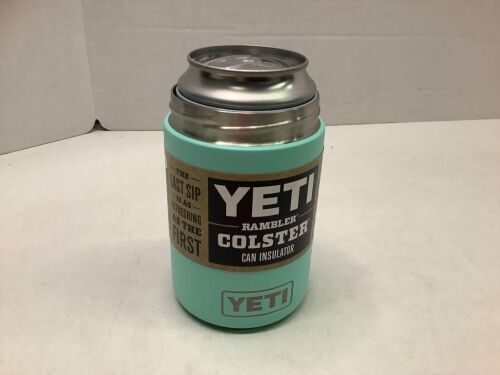 THE
LAST SIP
IS AS
REFRESHING
AS THE
FIRST
YETI
RAMBLER
COLSTER
CAN INSULATOR
YETI